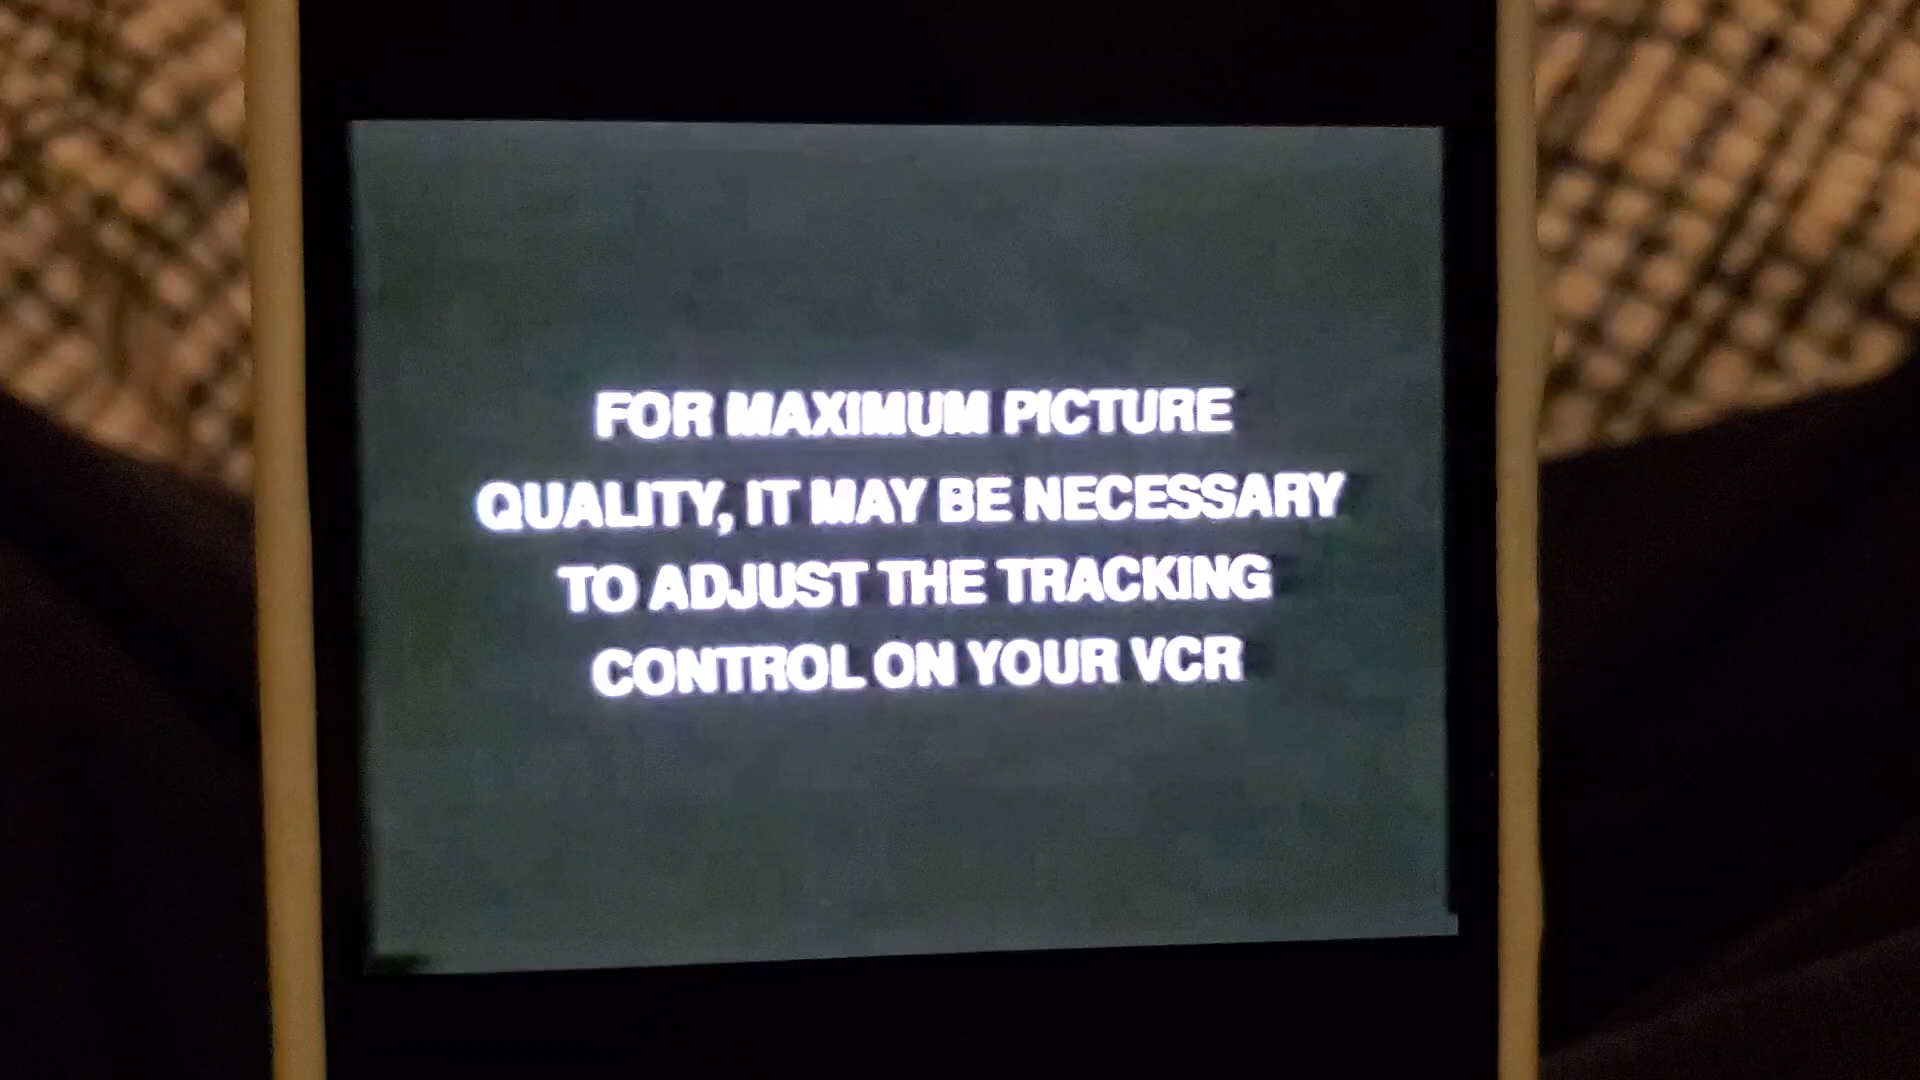 FOR MAXIMUM PICTURE
QUALITY, IT MAY BE NECESSARY
TO ADJUST THE TRACKING
CONTROL ON YOUR VCR